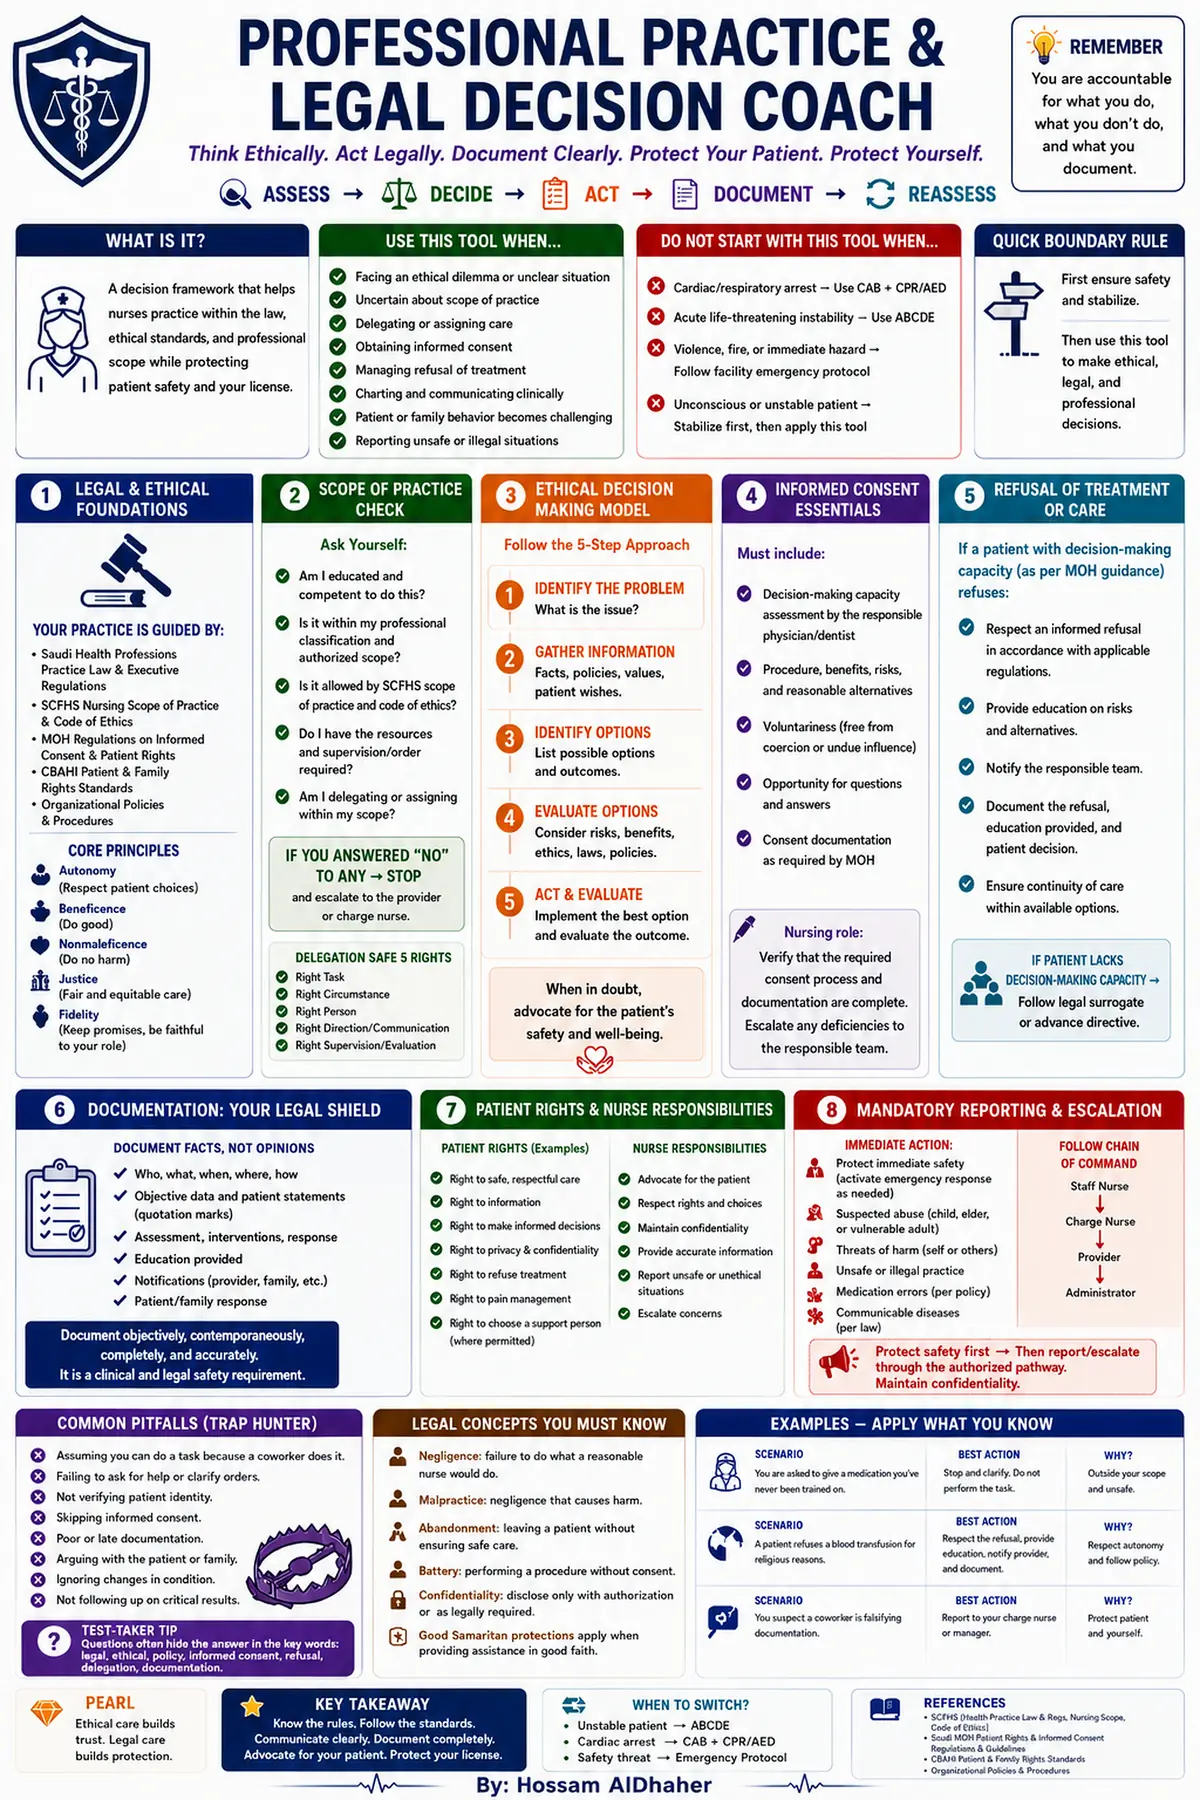 PROFESSIONAL PRACTICE &
LEGAL DECISION COACH
Think Ethically. Act Legally. Document Clearly. Protect Your Patient. Protect Yourself.
ASSESS → DECIDE → ACT → DOCUMENT → REASSESS
REMEMBER
You are accountable
for what you do,
what you don't do,
and what you
document.
WHAT IS IT?
A decision framework that helps
nurses practice within the law,
ethical standards, and professional
scope while protecting
patient safety and your license.
USE THIS TOOL WHEN...
Facing an ethical dilemma or unclear situation
Uncertain about scope of practice
Delegating or assigning care
Obtaining informed consent
Managing refusal of treatment
Charting and communicating clinically
Patient or family behavior becomes challenging
Reporting unsafe or illegal situations
DO NOT START WITH THIS TOOL WHEN...
Cardiac/respiratory arrest → Use CAB + CPR/AED
Acute life-threatening instability → Use ABCDE
Violence, fire, or immediate hazard →
Follow facility emergency protocol
Unconscious or unstable patient →
Stabilize first, then apply this tool
QUICK BOUNDARY RULE
First ensure safety
and stabilize.
Then use this tool
to make ethical,
legal, and
professional
decisions.
1 LEGAL & ETHICAL
FOUNDATIONS
YOUR PRACTICE IS GUIDED BY:
• Saudi Health Professions
Practice Law & Executive
Regulations
• SCFHS Nursing Scope of Practice
& Code of Ethics
• MOH Regulations on Informed
Consent & Patient Rights
• CBAHI Patient & Family
Rights Standards
• Organizational Policies
& Procedures
CORE PRINCIPLES
Autonomy
(Respect patient choices)
Beneficence
(Do good)
Nonmaleficence
(Do no harm)
Justice
(Fair and equitable care)
Fidelity
(Keep promises, be faithful
to your role)
2 SCOPE OF PRACTICE
CHECK
Ask Yourself:
Am I educated and
competent to do this?
Is it within my professional
classification and
authorized scope?
Is it allowed by SCFHS scope
of practice and code of ethics?
Do I have the resources
and supervision/order
required?
Am I delegating or assigning
within my scope?
IF YOU ANSWERED “NO”
TO ANY → STOP
and escalate to the provider
or charge nurse.
DELEGATION SAFE 5 RIGHTS
Right Task
Right Circumstance
Right Person
Right Direction/Communication
Right Supervision/Evaluation
3 ETHICAL DECISION
MAKING MODEL
Follow the 5-Step Approach
1 IDENTIFY THE PROBLEM
What is the issue?
2 GATHER INFORMATION
Facts, policies, values,
patient wishes.
3 IDENTIFY OPTIONS
List possible options
and outcomes.
4 EVALUATE OPTIONS
Consider risks, benefits,
ethics, laws, policies.
5 ACT & EVALUATE
Implement the best option
and evaluate the outcome.
When in doubt,
advocate for the patient's
safety and well-being.
4 INFORMED CONSENT
ESSENTIALS
Must include:
Decision-making capacity
assessment by the responsible
physician/dentist
Procedure, benefits, risks,
and reasonable alternatives
Voluntariness (free from
coercion or undue influence)
Opportunity for questions
and answers
Consent documentation
as required by MOH
Nursing role:
Verify that the required
consent process and
documentation are complete.
Escalate any deficiencies to
the responsible team.
5 REFUSAL OF TREATMENT
OR CARE
If a patient with decision-making
capacity (as per MOH guidance)
refuses:
Respect an informed refusal
in accordance with applicable
regulations.
Provide education on risks
and alternatives.
Notify the responsible team.
Document the refusal,
education provided, and
patient decision.
Ensure continuity of care
within available options.
IF PATIENT LACKS
DECISION-MAKING CAPACITY →
Follow legal surrogate
or advance directive.
6 DOCUMENTATION: YOUR LEGAL SHIELD
DOCUMENT FACTS, NOT OPINIONS
Who, what, when, where, how
Objective data and patient statements
(quotation marks)
Assessment, interventions, response
Education provided
Notifications (provider, family, etc.)
Patient/family response
Document objectively, contemporaneously,
completely, and accurately.
It is a clinical and legal safety requirement.
7 PATIENT RIGHTS & NURSE RESPONSIBILITIES
PATIENT RIGHTS (Examples)
Right to safe, respectful care
Right to information
Right to make informed decisions
Right to privacy & confidentiality
Right to refuse treatment
Right to pain management
Right to choose a support person
(where permitted)
NURSE RESPONSIBILITIES
Advocate for the patient
Respect rights and choices
Maintain confidentiality
Provide accurate information
Report unsafe or unethical
situations
Escalate concerns
8 MANDATORY REPORTING & ESCALATION
IMMEDIATE ACTION:
Protect immediate safety
(activate emergency response
as needed)
Suspected abuse (child, elder,
or vulnerable adult)
Threats of harm (self or others)
Unsafe or illegal practice
Medication errors (per policy)
Communicable diseases
(per law)
FOLLOW CHAIN
OF COMMAND
Staff Nurse
Charge Nurse
Provider
Administrator
Protect safety first → Then report/escalate
through the authorized pathway.
Maintain confidentiality.
COMMON PITFALLS (TRAP HUNTER)
Assuming you can do a task because a coworker does it.
Failing to ask for help or clarify orders.
Not verifying patient identity.
Skipping informed consent.
Poor or late documentation.
Arguing with the patient or family.
Ignoring changes in condition.
Not following up on critical results.
? TEST-TAKER TIP
Questions often hide the answer in the key words:
legal, ethical, policy, informed consent, refusal,
delegation, documentation.
LEGAL CONCEPTS YOU MUST KNOW
Negligence: failure to do what a reasonable
nurse would do.
Malpractice: negligence that causes harm.
Abandonment: leaving a patient without
ensuring safe care.
Battery: performing a procedure without consent.
Confidentiality: disclose only with authorization
or as legally required.
Good Samaritan protections apply when
providing assistance in good faith.
EXAMPLES – APPLY WHAT YOU KNOW
SCENARIO
You are asked to give a medication you've
never been trained on.
BEST ACTION
Stop and clarify. Do not
perform the task.
WHY?
Outside your scope
and unsafe.
SCENARIO
A patient refuses a blood transfusion for
religious reasons.
BEST ACTION
Respect the refusal, provide
education, notify provider,
and document.
WHY?
Respect autonomy
and follow policy.
SCENARIO
You suspect a coworker is falsifying
documentation.
BEST ACTION
Report to your charge nurse
or manager.
WHY?
Protect patient
and yourself.
PEARL
Ethical care builds
trust. Legal care
builds protection.
KEY TAKEAWAY
Know the rules. Follow the standards.
Communicate clearly. Document completely.
Advocate for your patient. Protect your license.
WHEN TO SWITCH?
• Unstable patient → ABCDE
• Cardiac arrest → CAB + CPR/AED
• Safety threat → Emergency Protocol
REFERENCES
• SCFHS (Health Practice Law & Regs, Nursing Scope,
Code of Ethics)
• Saudi MOH Patient Rights & Informed Consent
Regulations & Guidelines
• CBAHI Patient & Family Rights Standards
• Organizational Policies & Procedures
By: Hossam AlDhaher